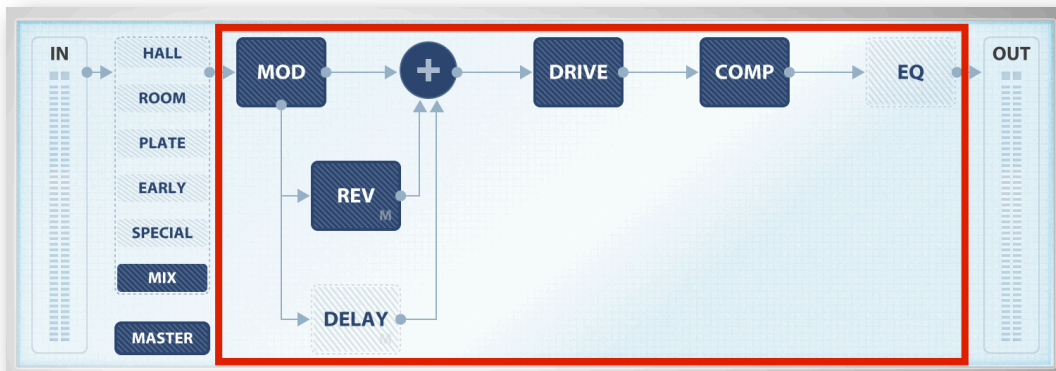 IN
HALL
ROOM
PLATE
EARLY
SPECIAL
MIX
MASTER
MOD
+
REV
M
DELAY
M
DRIVE
COMP
EQ
OUT